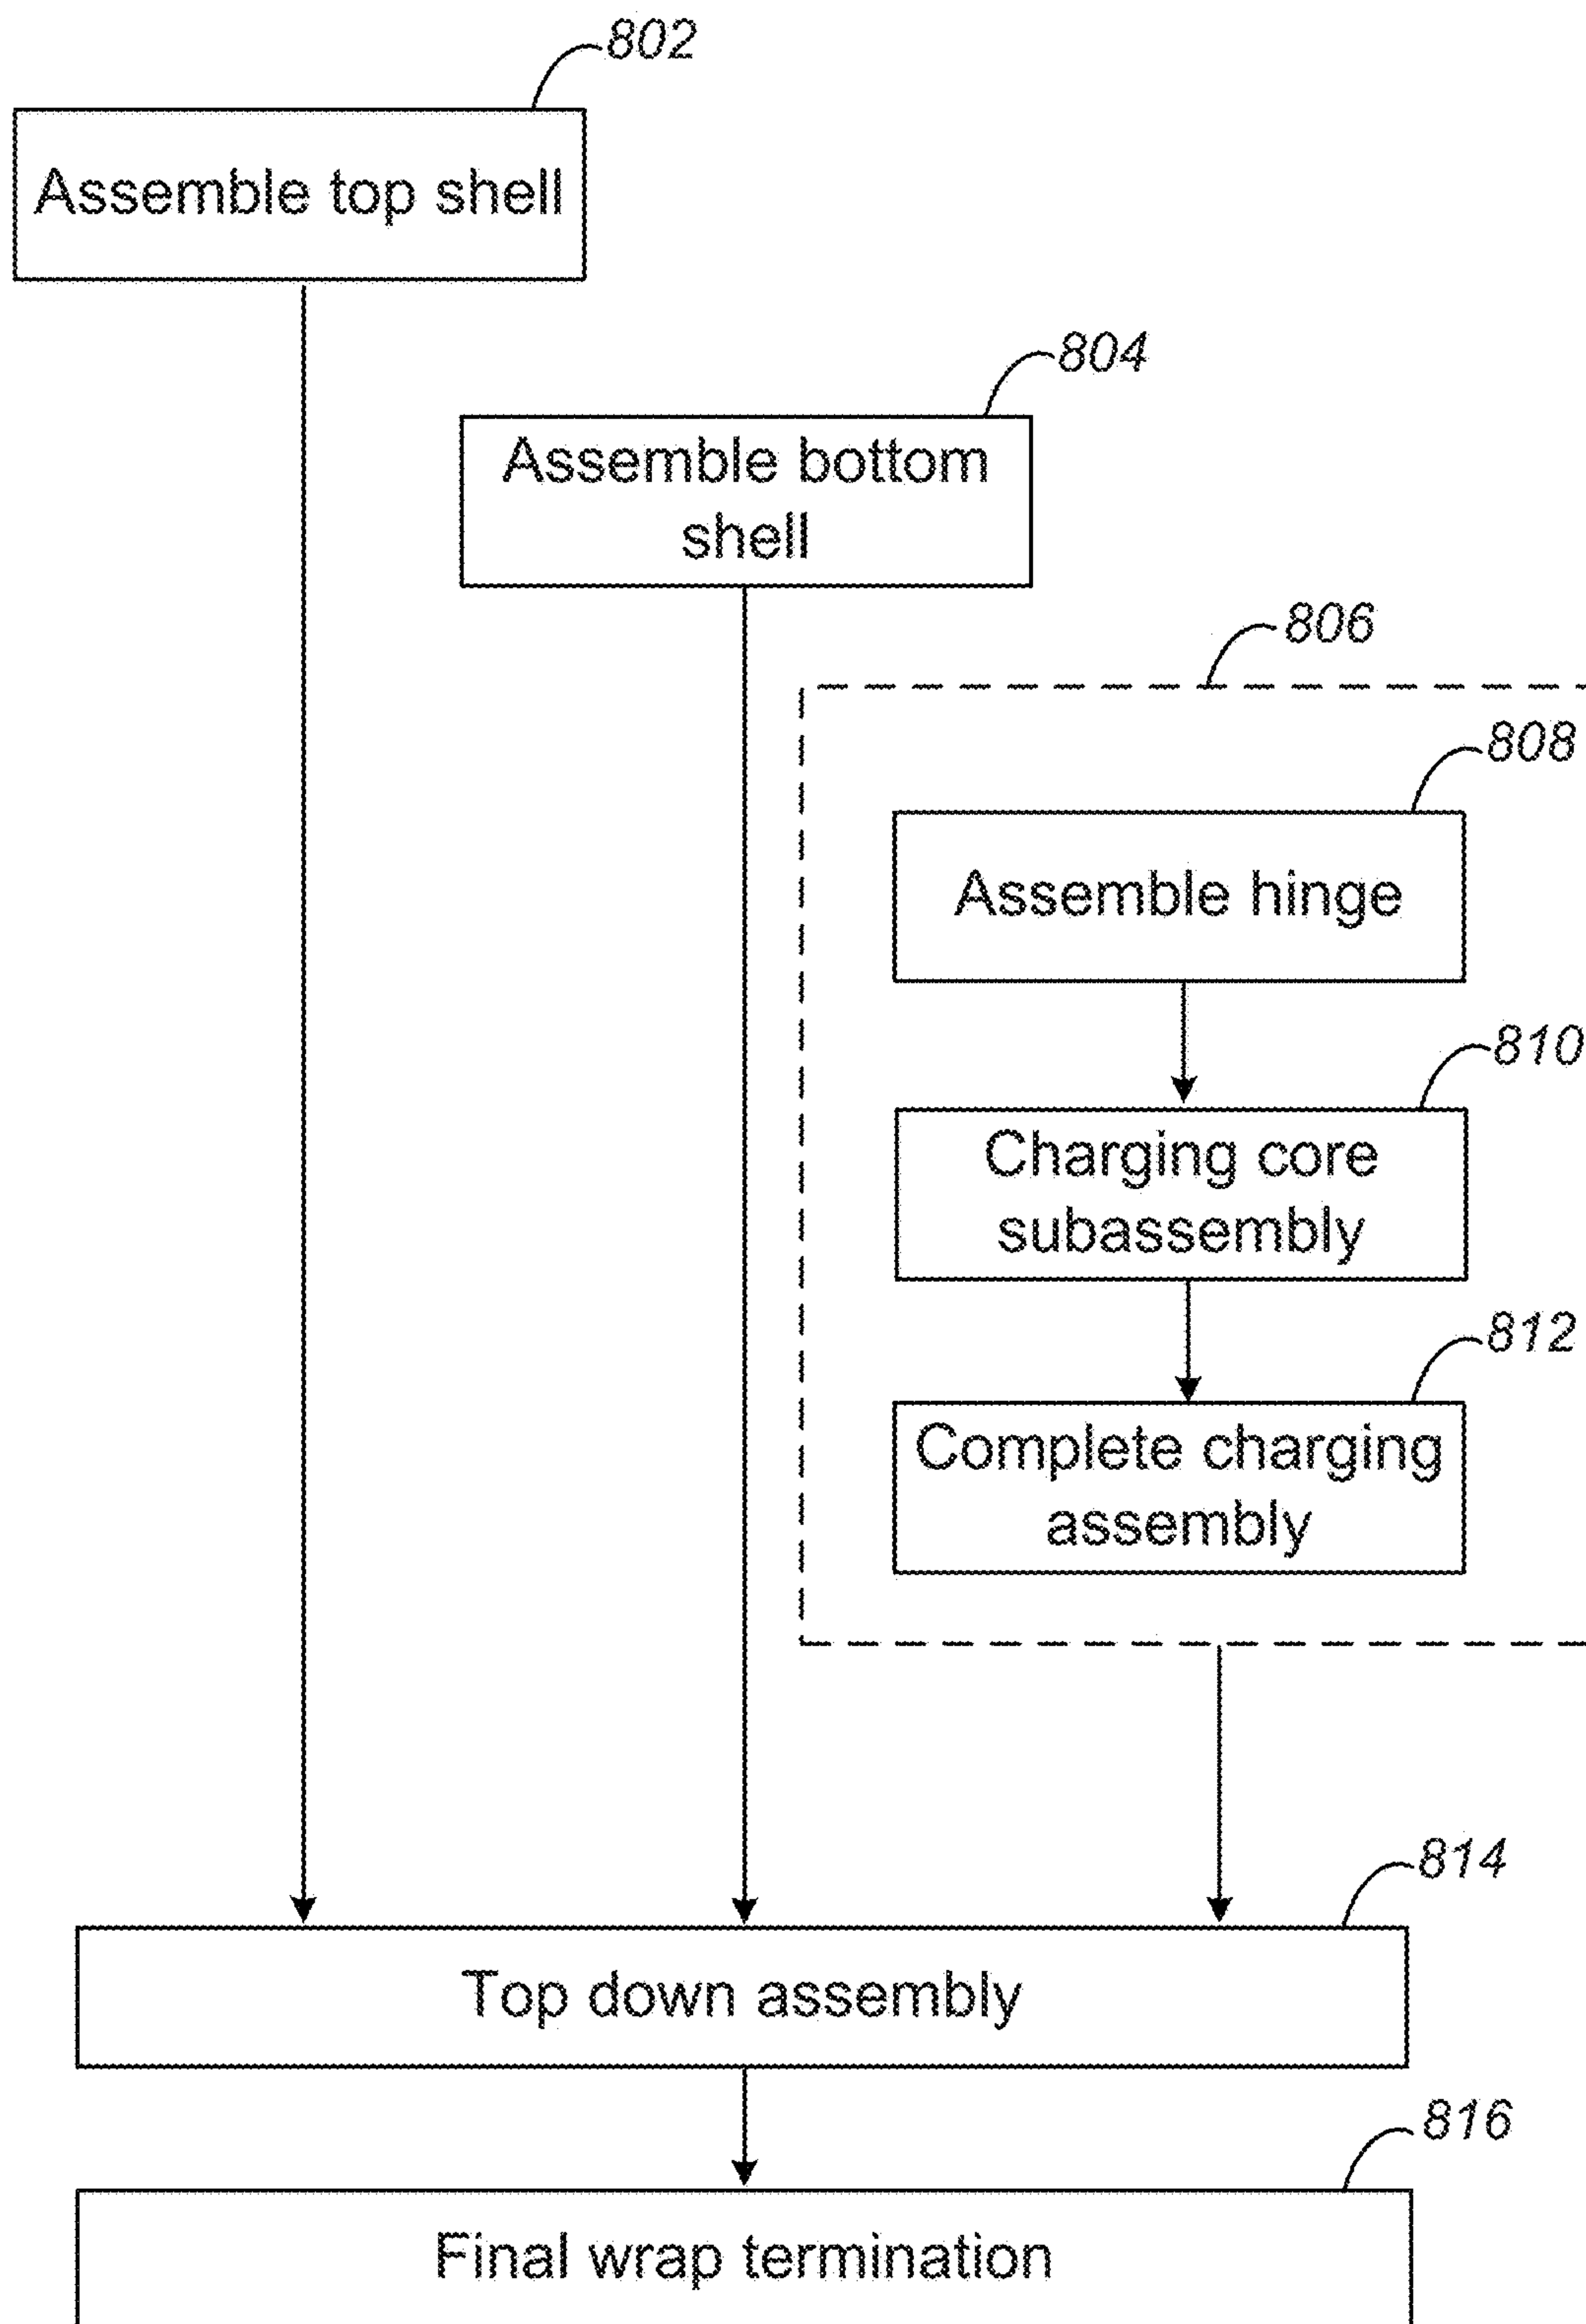 802
Assemble top shell
804
Assemble bottom
shell
806
808
Assemble hinge
810
Charging core
subassembly
812
Complete charging
assembly
814
Top down assembly
816
Final wrap termination